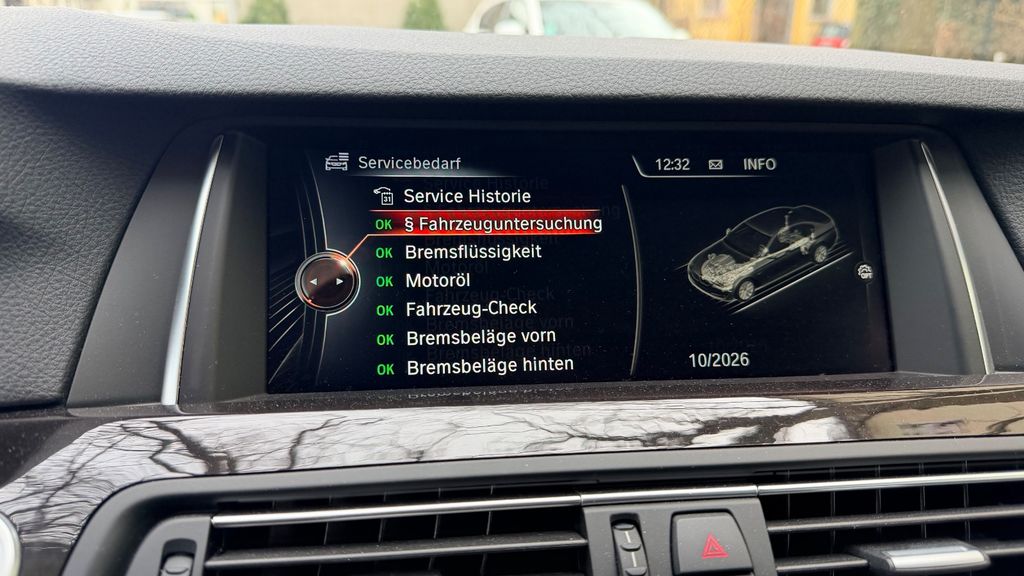 Servicebedarf
12:32 INFO
31 Service Historie
OK § Fahrzeuguntersuchung
OK Bremsflüssigkeit
OK Motoröl
OK Fahrzeug-Check
OK Bremsbeläge vorn
OK Bremsbeläge hinten
10/2026